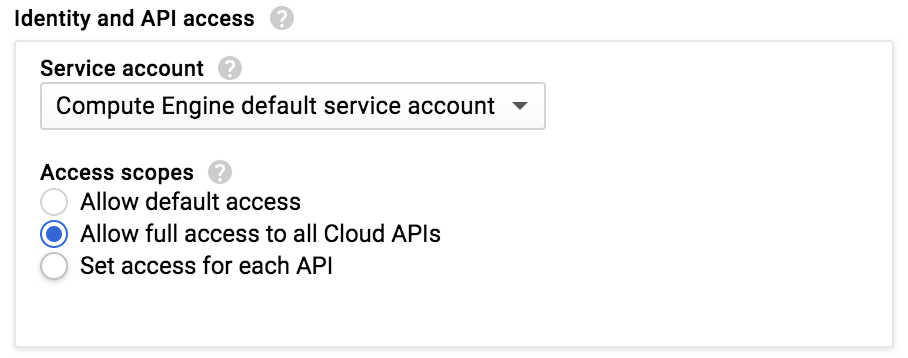 Identity and API access ?
Service account ?
Compute Engine default service account
Access scopes ?
Allow default access
Allow full access to all Cloud APIs
Set access for each API